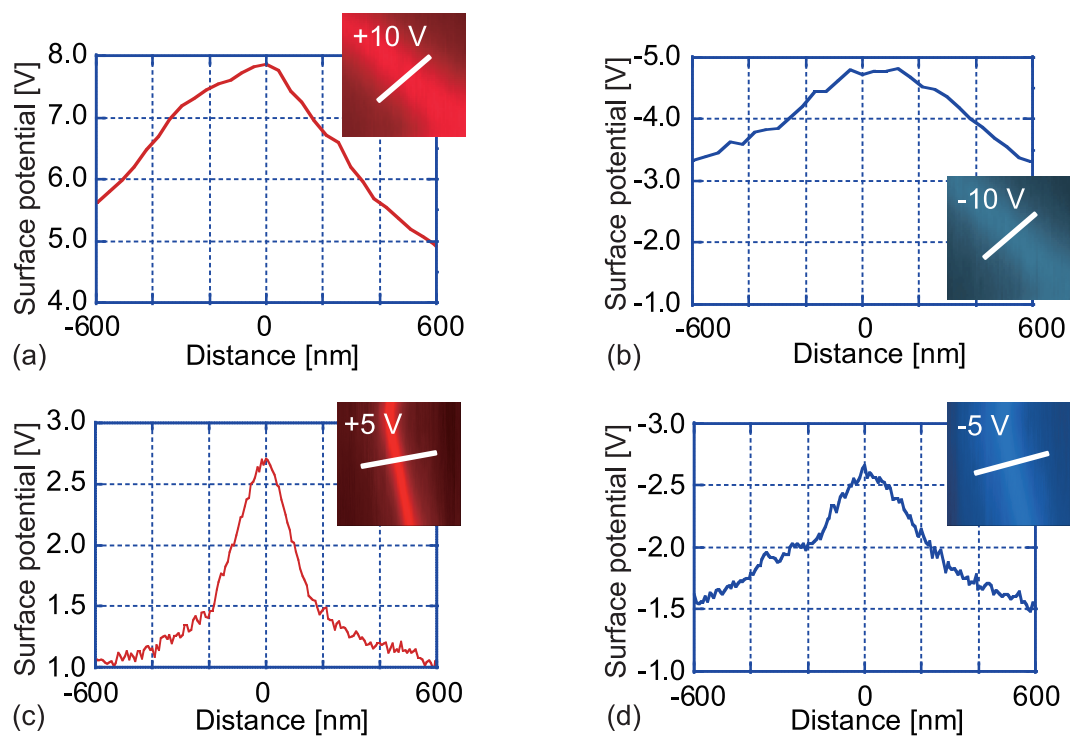 +10 V
8.0
7.0
6.0
5.0
4.0
Surface potential [V]
-600 0 600
(a) Distance [nm]
-5.0
-4.0
-3.0
-2.0
-1.0
Surface potential [V]
-10 V
-600 0 600
(b) Distance [nm]
+5 V
3.0
2.5
2.0
1.5
1.0
Surface potential [V]
-600 0 600
(c) Distance [nm]
-5 V
-3.0
-2.5
-2.0
-1.5
-1.0
Surface potential [V]
-600 0 600
(d) Distance [nm]